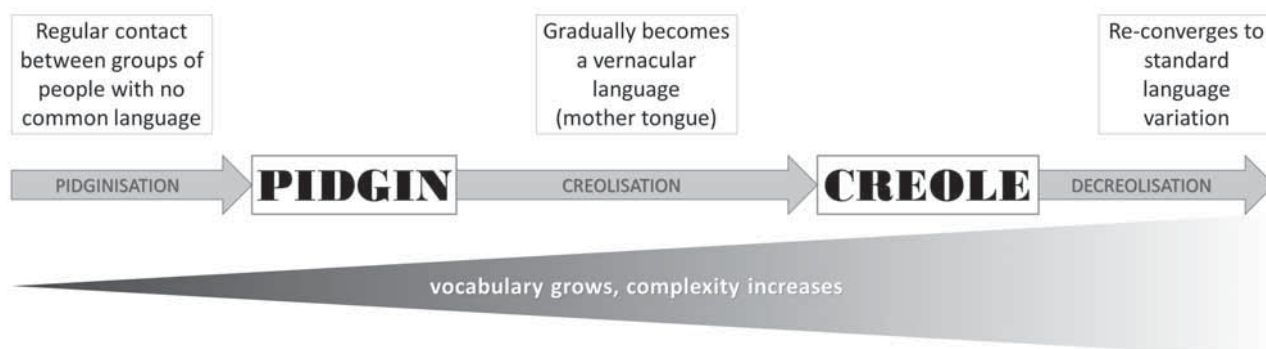 Regular contact
between groups of
people with no
common language
Gradually becomes
a vernacular
language
(mother tongue)
Re-converges to
standard
language
variation
PIDGINISATION
PIDGIN
CREOLISATION
CREOLE
DECREOLISATION
vocabulary grows, complexity increases